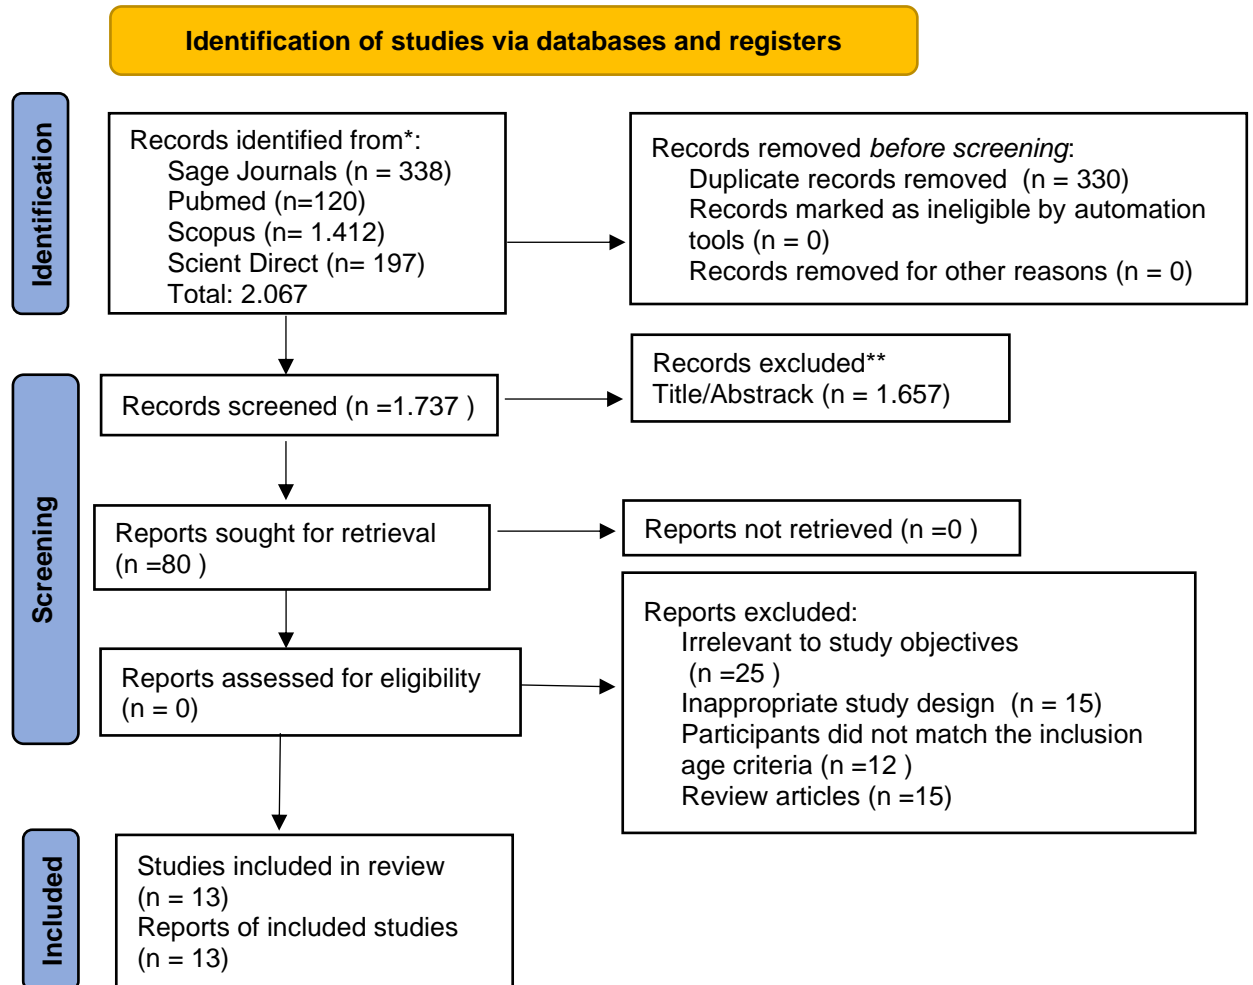 Identification of studies via databases and registers
Identification
Records identified from*:
Sage Journals (n = 338)
Pubmed (n=120)
Scopus (n= 1.412)
Scient Direct (n= 197)
Total: 2.067
Records removed before screening:
Duplicate records removed  (n = 330)
Records marked as ineligible by automation
tools (n = 0)
Records removed for other reasons (n = 0)
Screening
Records screened (n =1.737 )
Records excluded**
Title/Abstrack (n = 1.657)
Reports sought for retrieval
(n =80 )
Reports not retrieved (n =0 )
Reports assessed for eligibility
(n = 0)
Reports excluded:
Irrelevant to study objectives
(n =25 )
Inappropriate study design  (n = 15)
Participants did not match the inclusion
age criteria (n =12 )
Review articles (n =15)
Included
Studies included in review
(n = 13)
Reports of included studies
(n = 13)